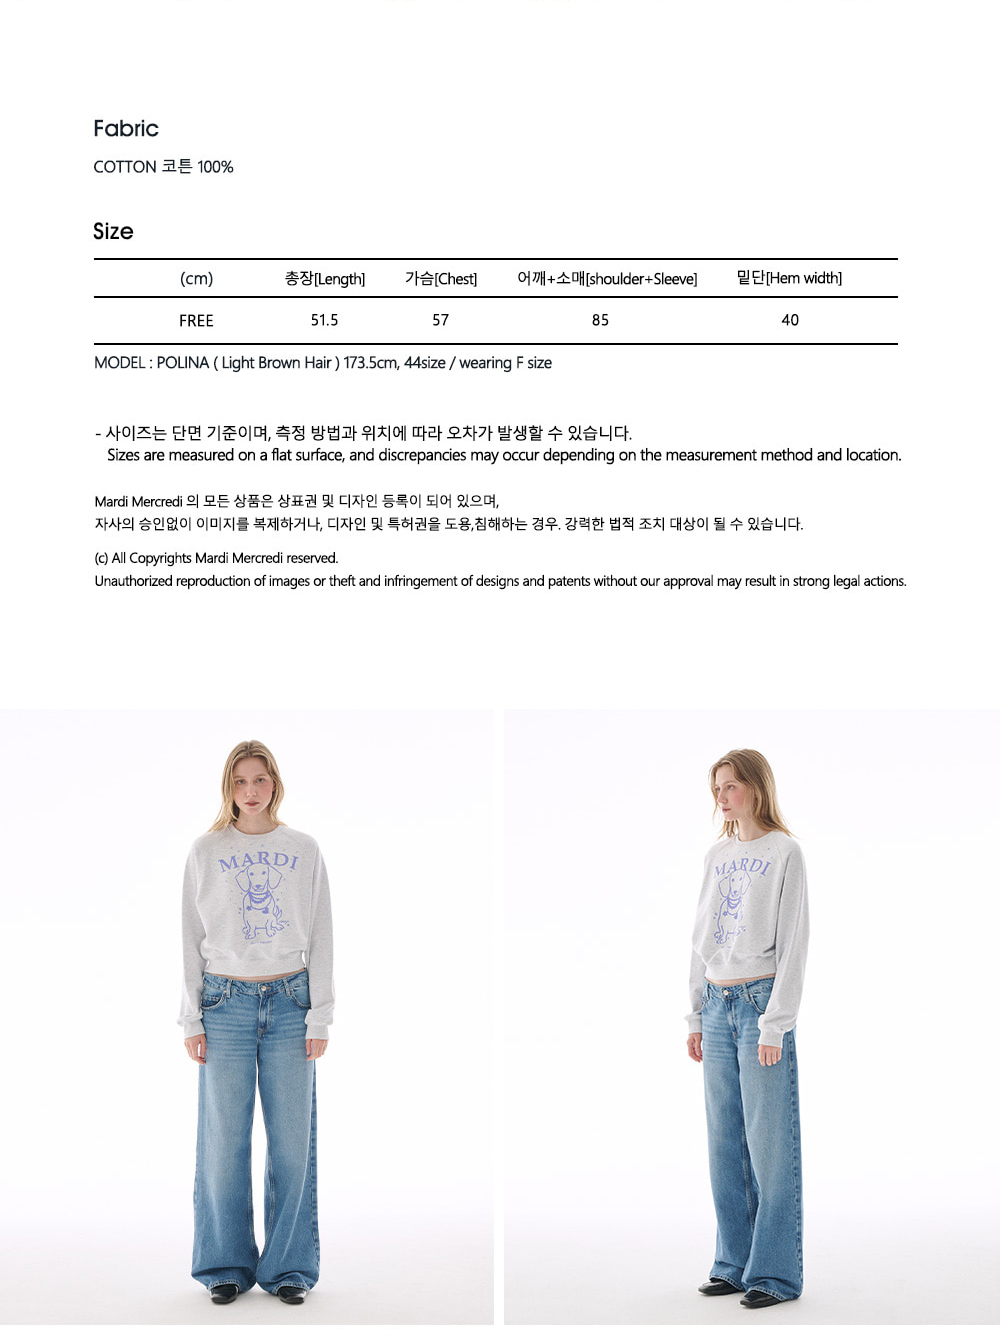 Fabric
COTTON 코튼 100%
Size
(cm) 총장[Length] 가슴[Chest] 어깨+소매[shoulder+Sleeve] 밑단[Hem width]
FREE 51.5 57 85 40
MODEL : POLINA ( Light Brown Hair ) 173.5cm, 44size / wearing F size
- 사이즈는 단면 기준이며, 측정 방법과 위치에 따라 오차가 발생할 수 있습니다.
Sizes are measured on a flat surface, and discrepancies may occur depending on the measurement method and location.
Mardi Mercredi 의 모든 상품은 상표권 및 디자인 등록이 되어 있으며,
자사의 승인없이 이미지를 복제하거나, 디자인 및 특허권을 도용,침해하는 경우. 강력한 법적 조치 대상이 될 수 있습니다.
(c) All Copyrights Mardi Mercredi reserved.
Unauthorized reproduction of images or theft and infringement of designs and patents without our approval may result in strong legal actions.
MARDI
MARDI